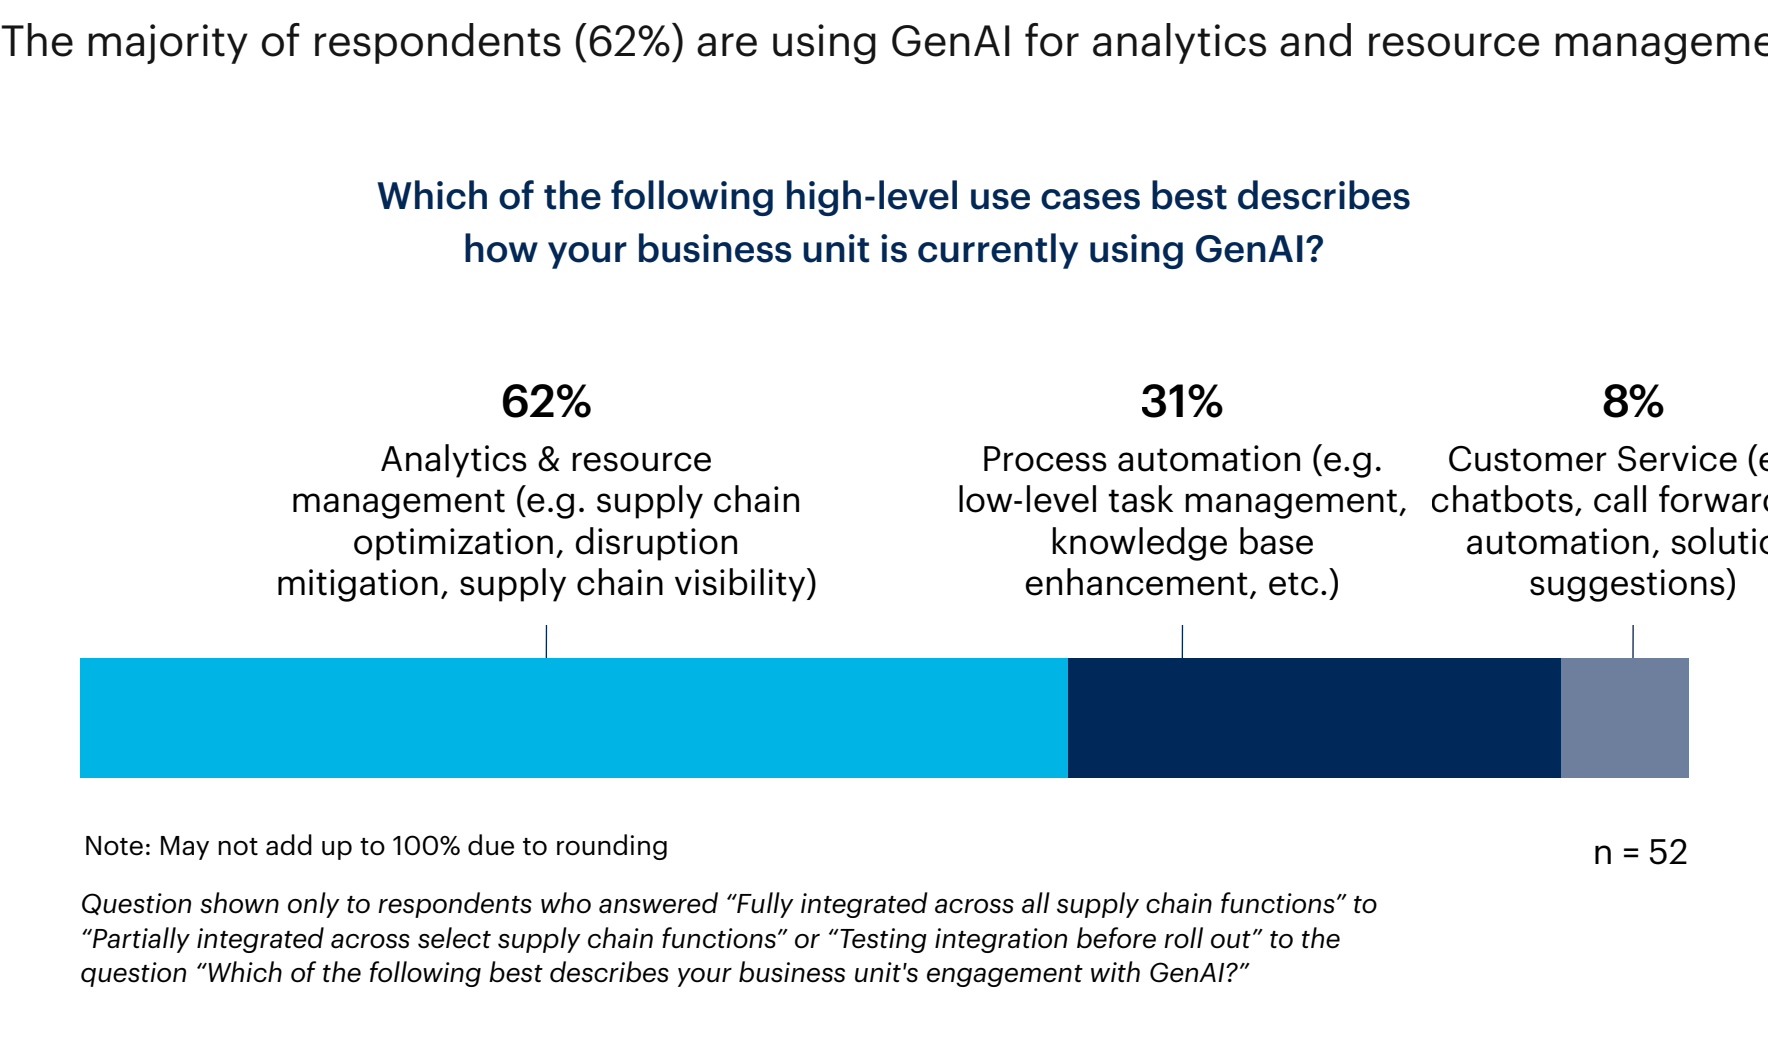 The majority of respondents (62%) are using GenAI for analytics and resource
Which of the following high-level use cases best describes
how your business unit is currently using GenAI?
62%
Analytics & resource
management (e.g. supply chain
optimization, disruption
mitigation, supply chain visibility)
31%
Process automation (e.g.
low-level task management,
knowledge base
enhancement, etc.)
8%
Customer Service
chatbots, call
automation,
suggestions)
Note: May not add up to 100% due to rounding
n = 52
Question shown only to respondents who answered “Fully integrated across all supply chain functions” to
“Partially integrated across select supply chain functions” or “Testing integration before roll out” to the
question “Which of the following best describes your business unit's engagement with GenAI?”